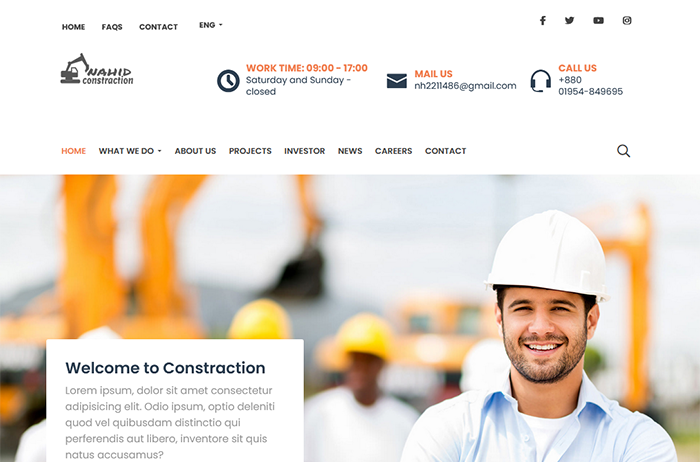 HOME FAQS CONTACT ENG
NAHID
constraction
WORK TIME: 09:00 - 17:00
Saturday and Sunday -
closed
MAIL US
nh2211486@gmail.com
CALL US
+880
01954-849695
HOME WHAT WE DO ABOUT US PROJECTS INVESTOR NEWS CAREERS CONTACT
Welcome to Constraction
Lorem ipsum, dolor sit amet consectetur
adipisicing elit. Odio ipsum, optio deleniti
quod vel quibusdam distinctio qui
perferendis aut libero, inventore sit quis
natus accusamus?